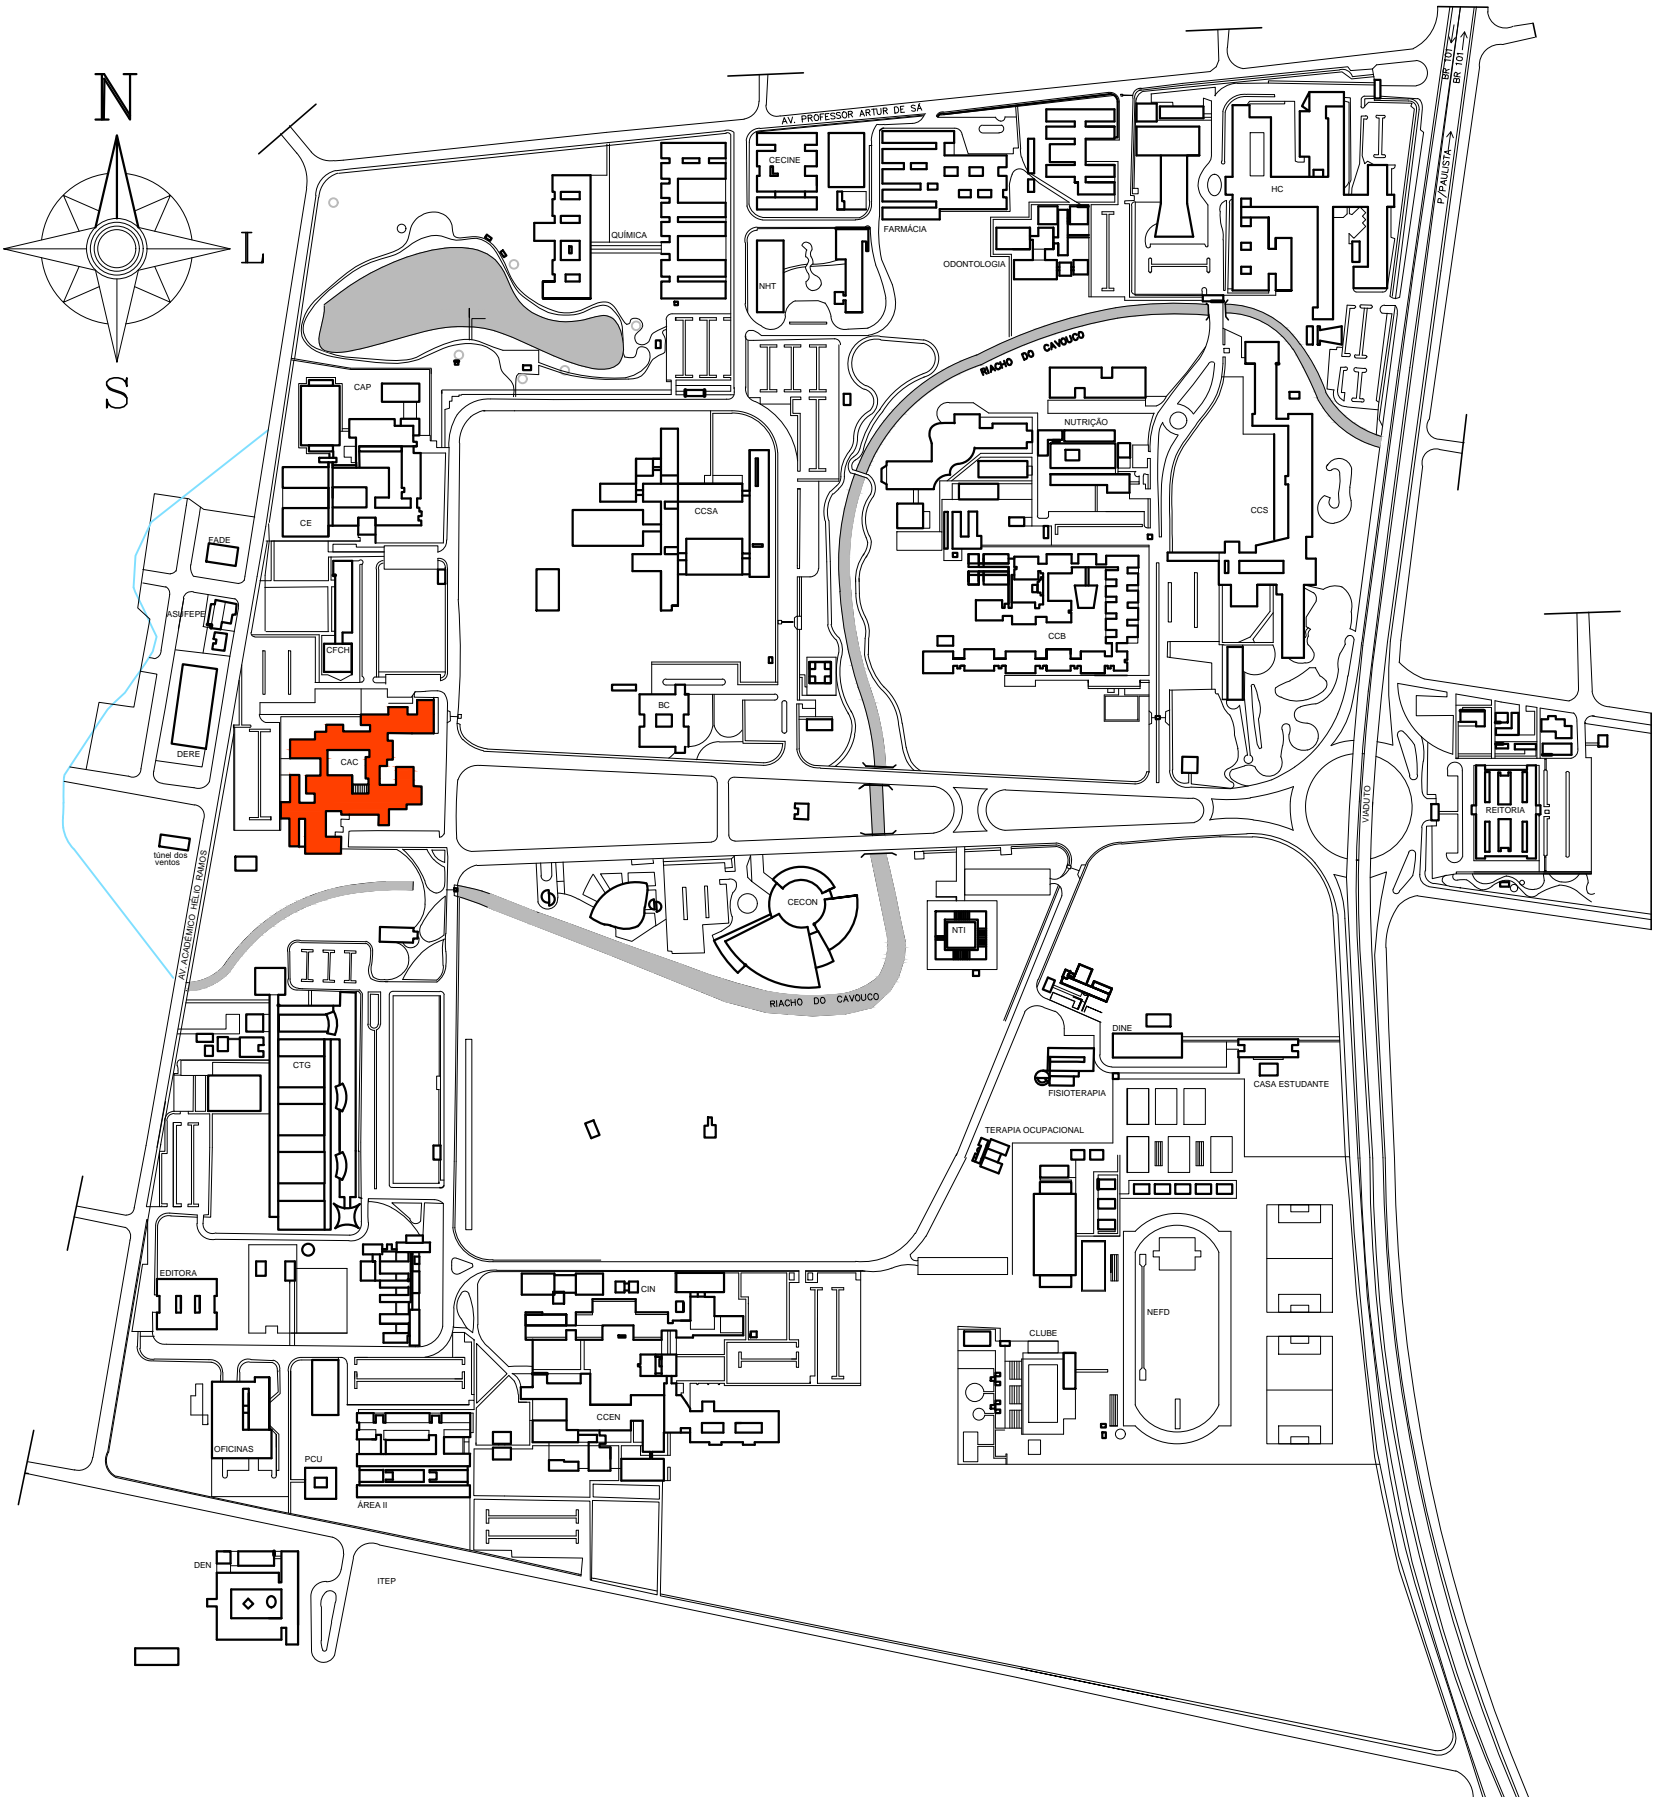 N
L
S
AV. PROFESSOR ARTUR DE SÁ
BR 101
BR 101
P/PAULISTA
CECINE
HC
FARMÁCIA
QUÍMICA
ODONTOLOGIA
NHT
RIACHO DO CAVOUCO
CAP
NUTRIÇÃO
CCSA
CCS
CE
FADE
ASUFEPE
CCB
CFCH
BC
DERE
CAC
VIADUTO
REITORIA
túnel dos
ventos
AV. ACADÊMICO HÉLIO RAMOS
CECON
NTI
RIACHO DO CAVOUCO
DINE
CTG
CASA ESTUDANTE
FISIOTERAPIA
TERAPIA OCUPACIONAL
EDITORA
CIN
NEFD
CLUBE
CCEN
OFICINAS
PCU
ÁREA II
DEN
ITEP